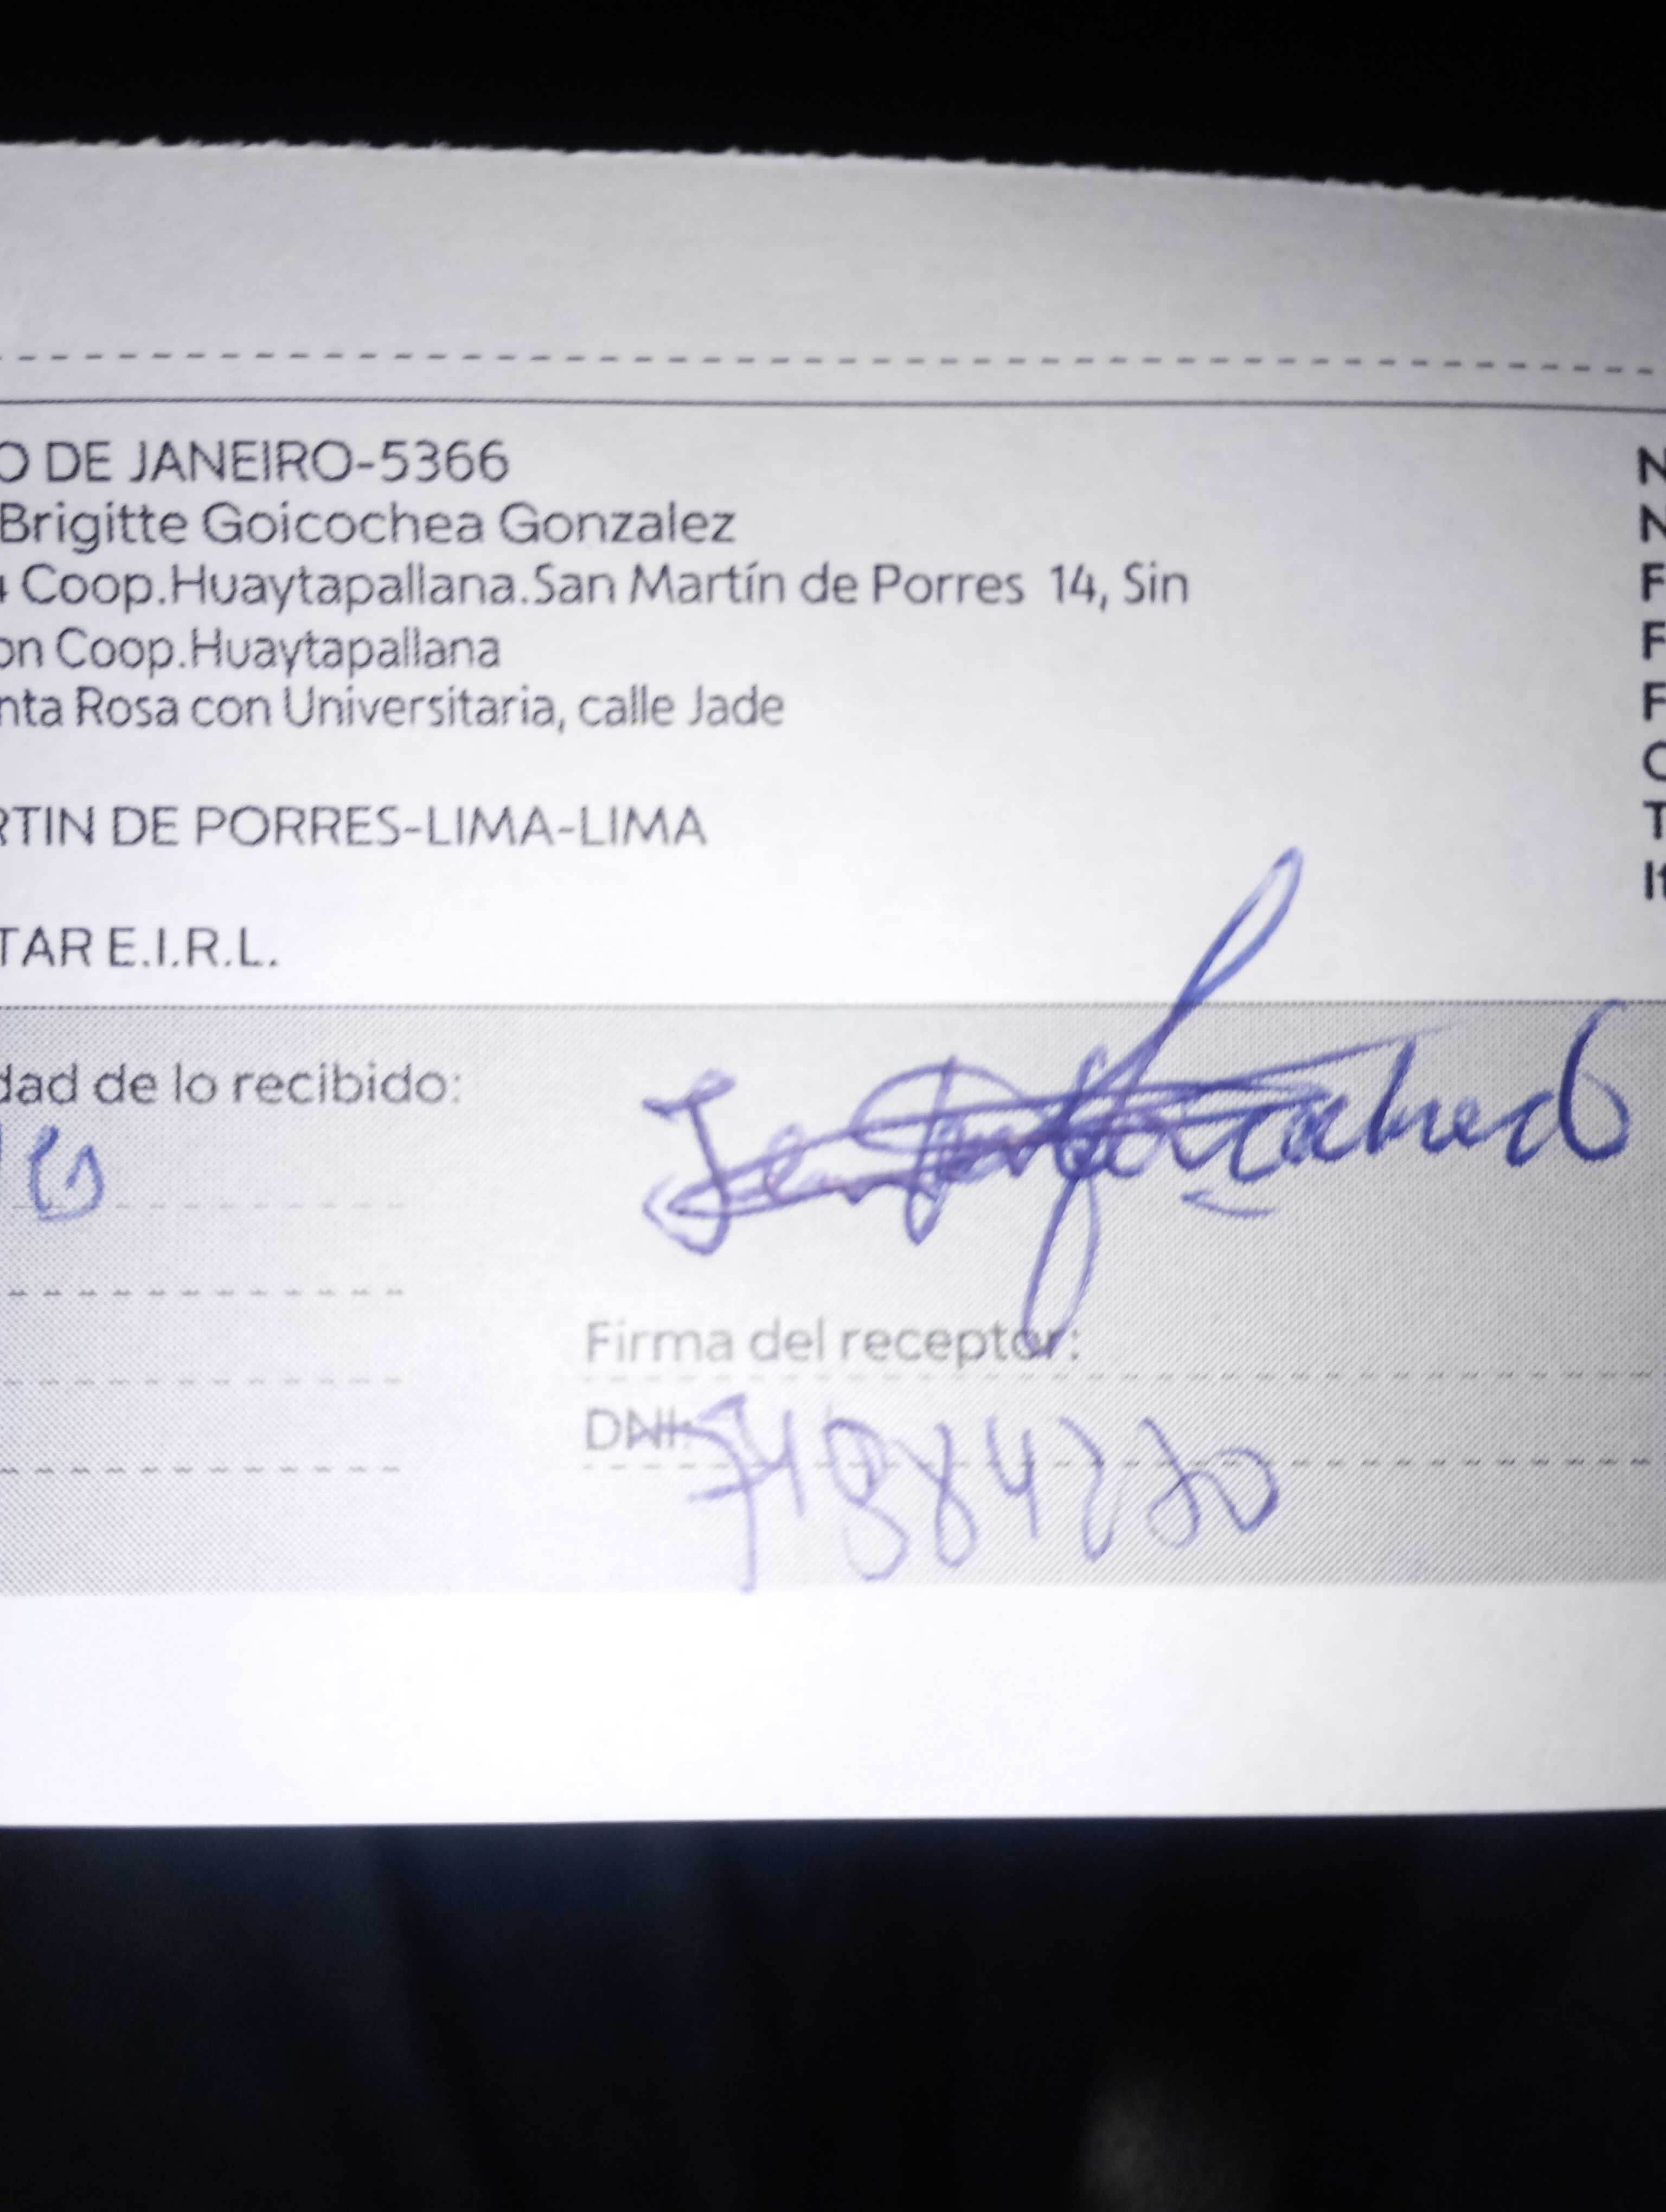 O DE JANEIRO-5366
N
Brigitte Goicochea Gonzalez
N
4 Coop.Huaytapallana.San Martín de Porres 14, Sin
F
on Coop.Huaytapallana
F
nta Rosa con Universitaria, calle Jade
F
RTIN DE PORRES-LIMA-LIMA
T
TAR E.I.R.L.
dad de lo recibido:
Firma del receptor:
DNI: